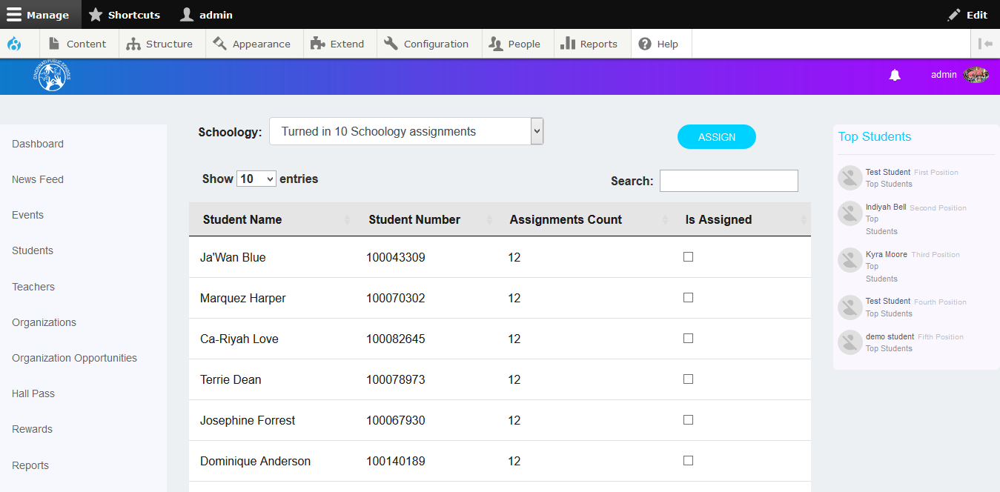 Manage Shortcuts admin Edit
Content Structure Appearance Extend Configuration People Reports Help
CINCINNATI PUBLIC SCHOOLS
admin
Dashboard
News Feed
Events
Students
Teachers
Organizations
Organization Opportunities
Hall Pass
Rewards
Reports
Schoology: Turned in 10 Schoology assignments ASSIGN
Show 10 entries Search:
Student Name Student Number Assignments Count Is Assigned
Ja'Wan Blue 100043309 12
Marquez Harper 100070302 12
Ca-Riyah Love 100082645 12
Terrie Dean 100078973 12
Josephine Forrest 100067930 12
Dominique Anderson 100140189 12
Top Students
Test Student First Position
Top Students
Indiyah Bell Second Position
Top
Students
Kyra Moore Third Position
Top
Students
Test Student Fourth Position
Top Students
demo student Fifth Position
Top Students